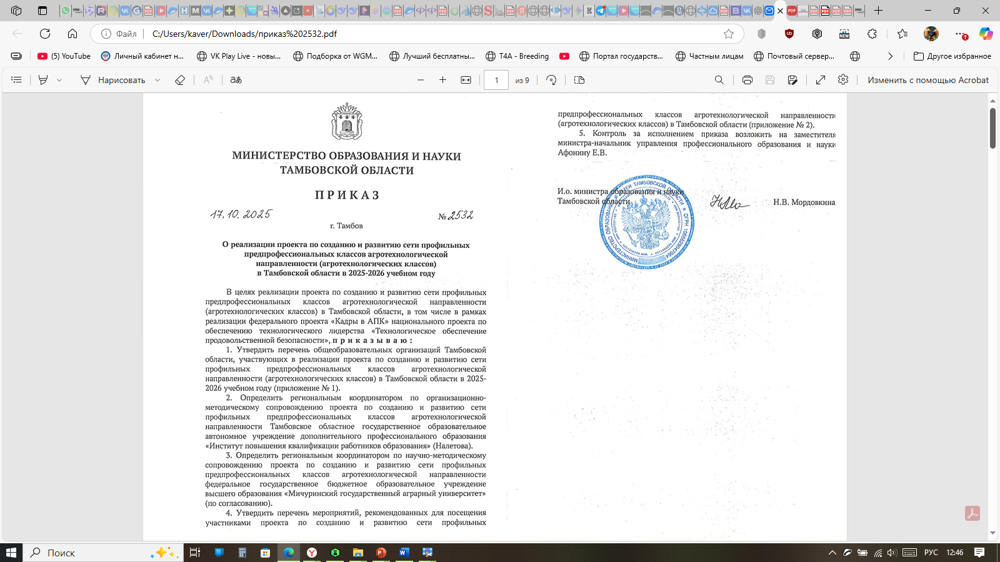 Файл
C:/Users/kaver/Downloads/приказ%202532.pdf
(5) YouTube
Личный кабинет н...
VK Play Live - новы...
Подборка от WGM...
Лучший бесплатны...
T4A - Breeding
Портал государств...
Частным лицам
Почтовый сервер...
Другое избранное
Нарисовать
1
из 9
Изменить с помощью Acrobat
МИНИСТЕРСТВО ОБРАЗОВАНИЯ И НАУКИ
ТАМБОВСКОЙ ОБЛАСТИ
П Р И К А З
17.10.2025
№ 2532
г. Тамбов
О реализации проекта по созданию и развитию сети профильных
предпрофессиональных классов агротехнологической
направленности (агротехнологических классов)
в Тамбовской области в 2025-2026 учебном году
В целях реализации проекта по созданию и развитию сети профильных
предпрофессиональных классов агротехнологической направленности
(агротехнологических классов) в Тамбовской области, в том числе в рамках
реализации федерального проекта «Кадры в АПК» национального проекта по
обеспечению технологического лидерства «Технологическое обеспечение
продовольственной безопасности», п р и к а з ы в а ю :
1. Утвердить перечень общеобразовательных организаций Тамбовской
области, участвующих в реализации проекта по созданию и развитию сети
профильных предпрофессиональных классов агротехнологической
направленности (агротехнологических классов) в Тамбовской области в 2025-
2026 учебном году (приложение № 1).
2. Определить региональным координатором по организационно-
методическому сопровождению проекта по созданию и развитию сети
профильных предпрофессиональных классов агротехнологической
направленности Тамбовское областное государственное образовательное
автономное учреждение дополнительного профессионального образования
«Институт повышения квалификации работников образования» (Налетова).
3. Определить региональным координатором по научно-методическому
сопровождению проекта по созданию и развитию сети профильных
предпрофессиональных классов агротехнологической направленности
федеральное государственное бюджетное образовательное учреждение
высшего образования «Мичуринский государственный аграрный университет»
(по согласованию).
4. Утвердить перечень мероприятий, рекомендованных для посещения
участниками проекта по созданию и развитию сети профильных
предпрофессиональных классов агротехнологической направленности
(агротехнологических классов) в Тамбовской области (приложение № 2).
5. Контроль за исполнением приказа возложить на заместителя
министра-начальник управления профессионального образования и науки
Афонину Е.В.
И.о. министра образования и науки
Тамбовской области
Н.В. Мордовкина
Поиск
РУС
12:46